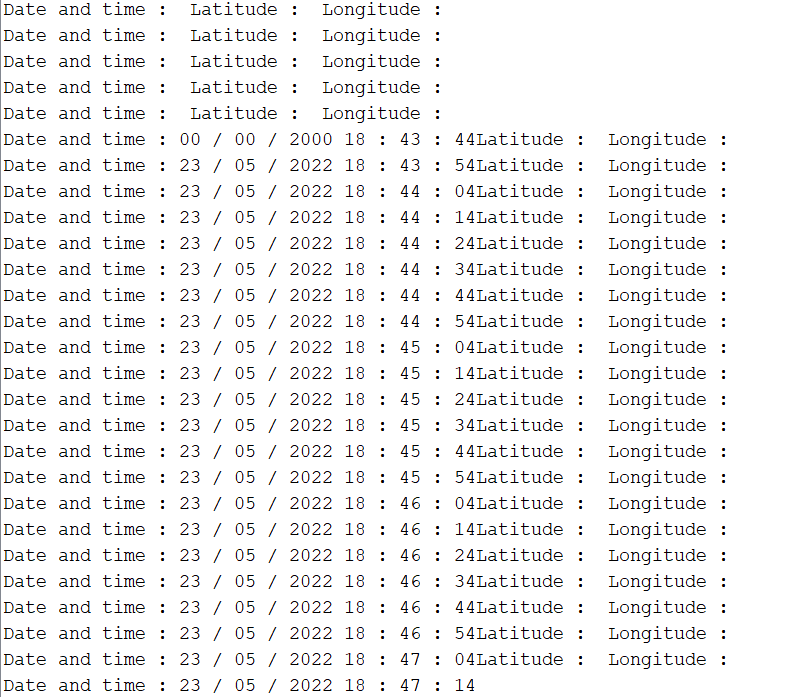 Date and time :  Latitude :  Longitude :
Date and time :  Latitude :  Longitude :
Date and time :  Latitude :  Longitude :
Date and time :  Latitude :  Longitude :
Date and time :  Latitude :  Longitude :
Date and time : 00 / 00 / 2000 18 : 43 : 44Latitude :  Longitude :
Date and time : 23 / 05 / 2022 18 : 43 : 54Latitude :  Longitude :
Date and time : 23 / 05 / 2022 18 : 44 : 04Latitude :  Longitude :
Date and time : 23 / 05 / 2022 18 : 44 : 14Latitude :  Longitude :
Date and time : 23 / 05 / 2022 18 : 44 : 24Latitude :  Longitude :
Date and time : 23 / 05 / 2022 18 : 44 : 34Latitude :  Longitude :
Date and time : 23 / 05 / 2022 18 : 44 : 44Latitude :  Longitude :
Date and time : 23 / 05 / 2022 18 : 44 : 54Latitude :  Longitude :
Date and time : 23 / 05 / 2022 18 : 45 : 04Latitude :  Longitude :
Date and time : 23 / 05 / 2022 18 : 45 : 14Latitude :  Longitude :
Date and time : 23 / 05 / 2022 18 : 45 : 24Latitude :  Longitude :
Date and time : 23 / 05 / 2022 18 : 45 : 34Latitude :  Longitude :
Date and time : 23 / 05 / 2022 18 : 45 : 44Latitude :  Longitude :
Date and time : 23 / 05 / 2022 18 : 45 : 54Latitude :  Longitude :
Date and time : 23 / 05 / 2022 18 : 46 : 04Latitude :  Longitude :
Date and time : 23 / 05 / 2022 18 : 46 : 14Latitude :  Longitude :
Date and time : 23 / 05 / 2022 18 : 46 : 24Latitude :  Longitude :
Date and time : 23 / 05 / 2022 18 : 46 : 34Latitude :  Longitude :
Date and time : 23 / 05 / 2022 18 : 46 : 44Latitude :  Longitude :
Date and time : 23 / 05 / 2022 18 : 46 : 54Latitude :  Longitude :
Date and time : 23 / 05 / 2022 18 : 47 : 04Latitude :  Longitude :
Date and time : 23 / 05 / 2022 18 : 47 : 14